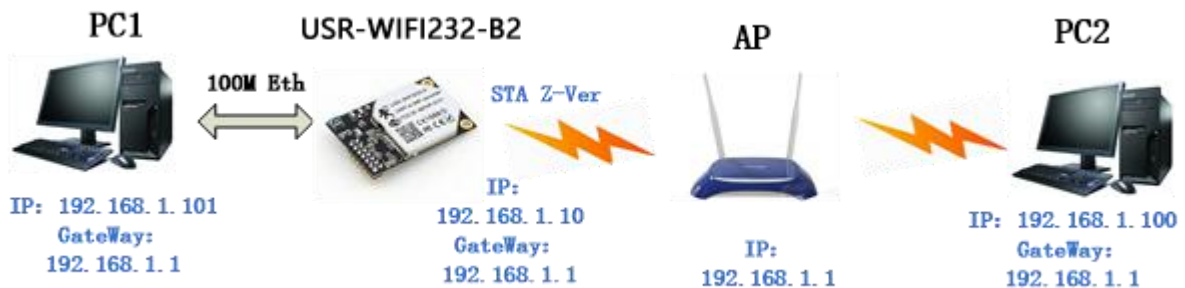 PC1
USR-WIFI232-B2
AP
PC2
100M Eth
STA Z-Ver
IP: 192.168.1.101
GateWay:
192.168.1.1
IP:
192.168.1.10
GateWay:
192.168.1.1
IP:
192.168.1.1
IP: 192.168.1.100
GateWay:
192.168.1.1